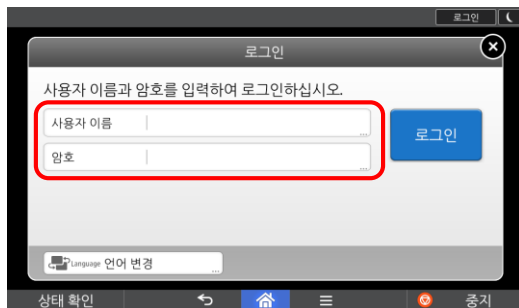 로그인
로그인
사용자 이름과 암호를 입력하여 로그인하십시오.
사용자 이름
...
로그인
암호
...
Language 언어 변경
...
상태 확인
중지